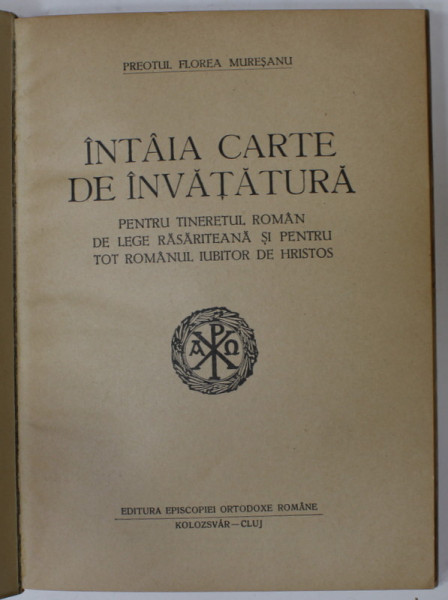 PREOTUL FLOREA MUREȘANU
ÎNTÂIA CARTE
DE ÎNVĂȚĂTURĂ
PENTRU TINERETUL ROMÂN
DE LEGE RĂSĂRITEANĂ ȘI PENTRU
TOT ROMÂNUL IUBITOR DE HRISTOS
A Ρ Ω
EDITURA EPISCOPIEI ORTODOXE ROMÂNE
KOLOZSVÁR—CLUJ